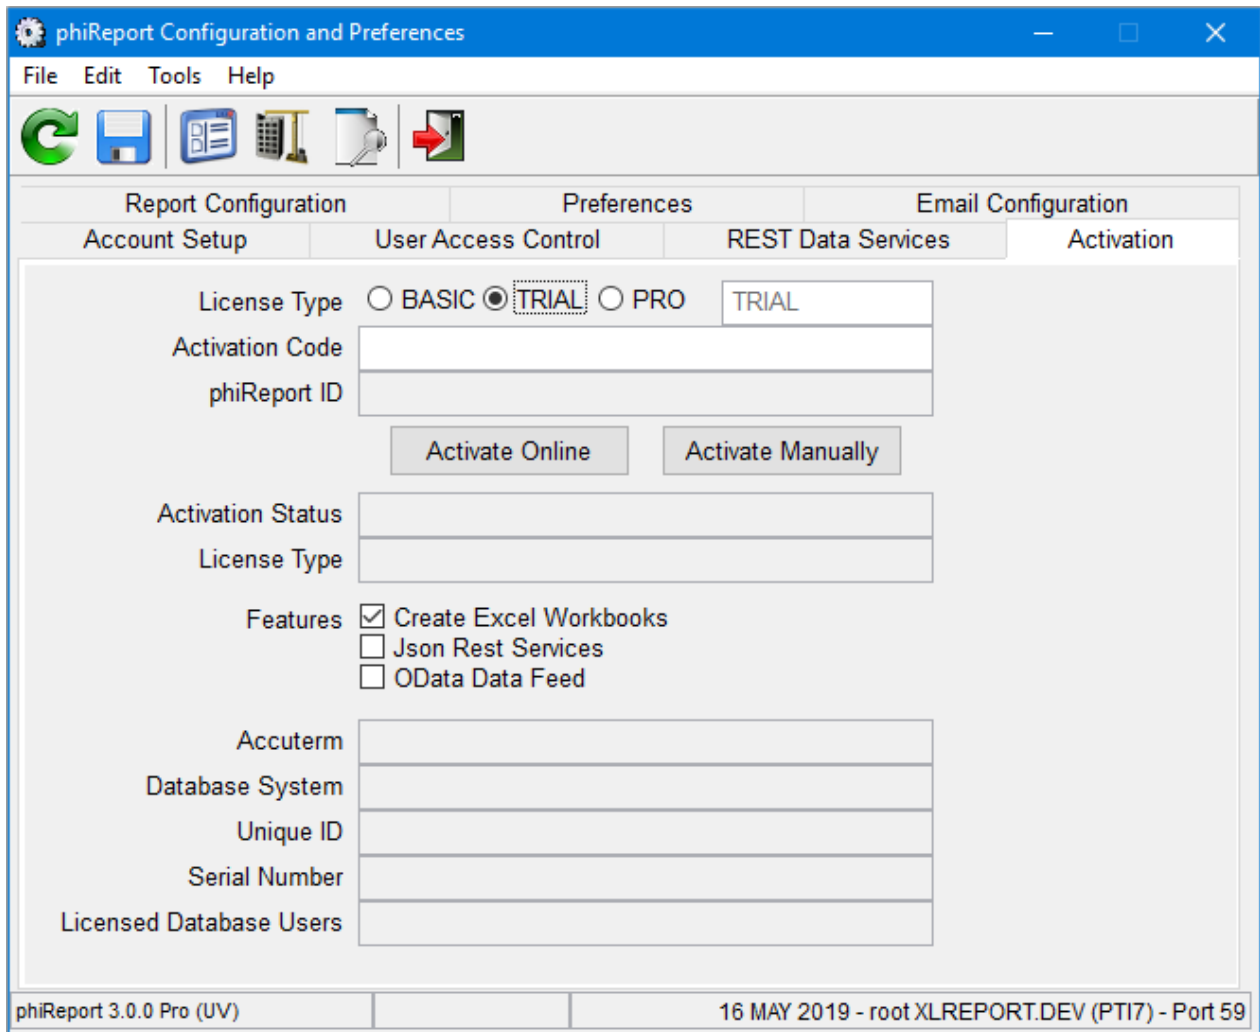 phiReport Configuration and Preferences
File Edit Tools Help
Report Configuration Preferences Email Configuration
Account Setup User Access Control REST Data Services Activation
License Type BASIC TRIAL PRO TRIAL
Activation Code
phiReport ID
Activate Online Activate Manually
Activation Status
License Type
Features Create Excel Workbooks
Json Rest Services
OData Data Feed
Accuterm
Database System
Unique ID
Serial Number
Licensed Database Users
phiReport 3.0.0 Pro (UV) 16 MAY 2019 - root XLREPORT.DEV (PTI7) - Port 59